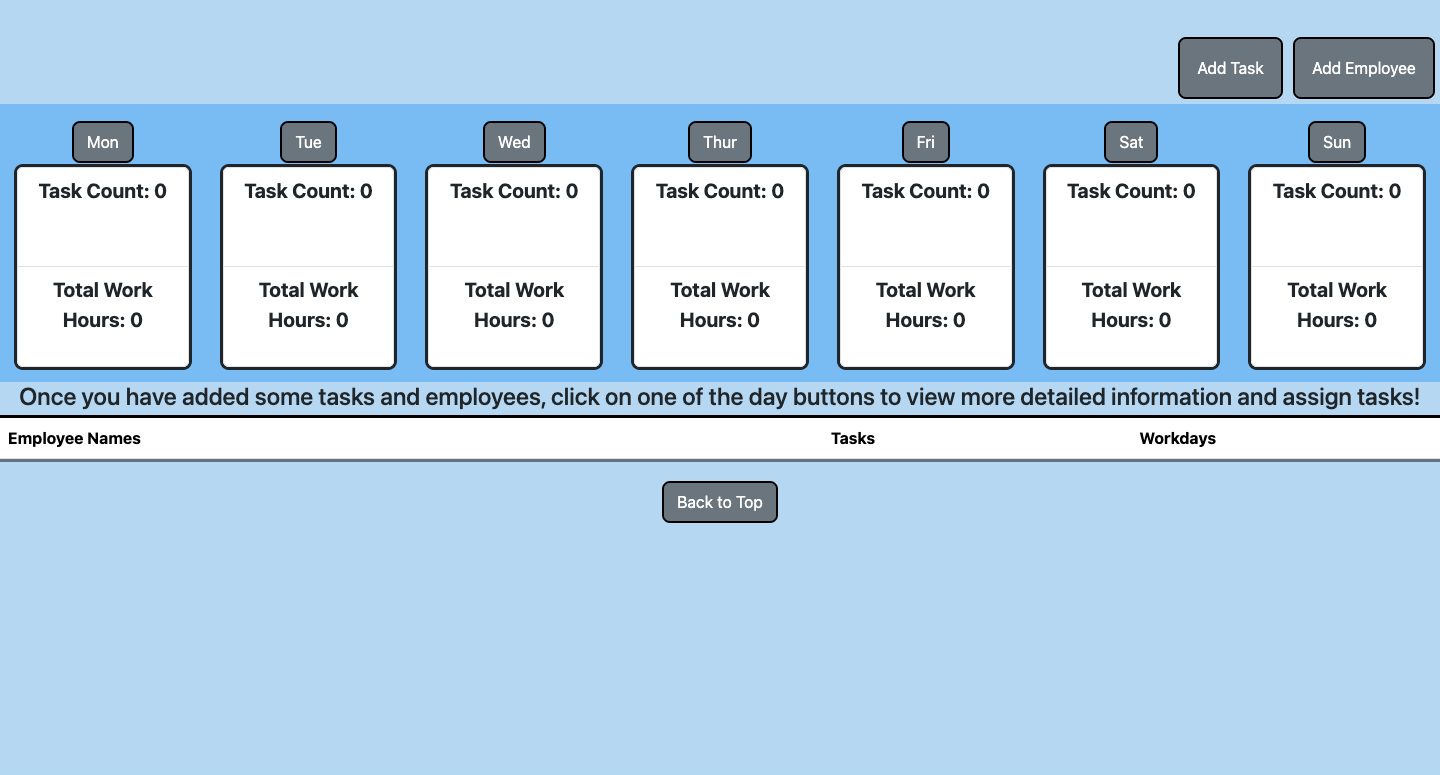 Add Task
Add Employee
Mon
Tue
Wed
Thur
Fri
Sat
Sun
Task Count: 0
Task Count: 0
Task Count: 0
Task Count: 0
Task Count: 0
Task Count: 0
Task Count: 0
Total Work
Hours: 0
Total Work
Hours: 0
Total Work
Hours: 0
Total Work
Hours: 0
Total Work
Hours: 0
Total Work
Hours: 0
Total Work
Hours: 0
Once you have added some tasks and employees, click on one of the day buttons to view more detailed information and assign tasks!
Employee Names
Tasks
Workdays
Back to Top